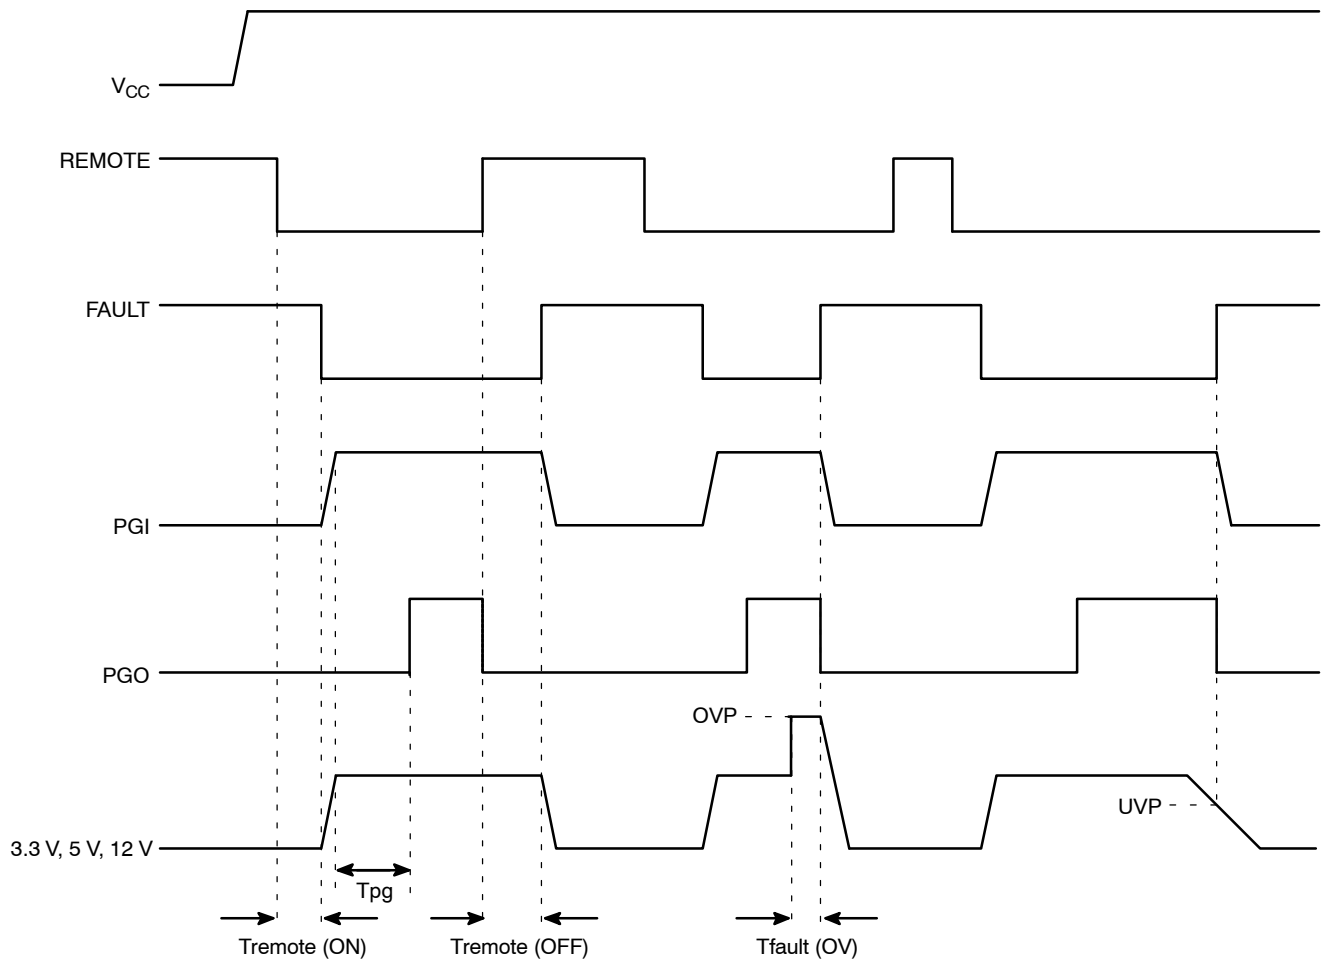 VCC
REMOTE
FAULT
PGI
PGO
OVP
UVP
3.3 V, 5 V, 12 V
Tpg
Tremote (ON)
Tremote (OFF)
Tfault (OV)